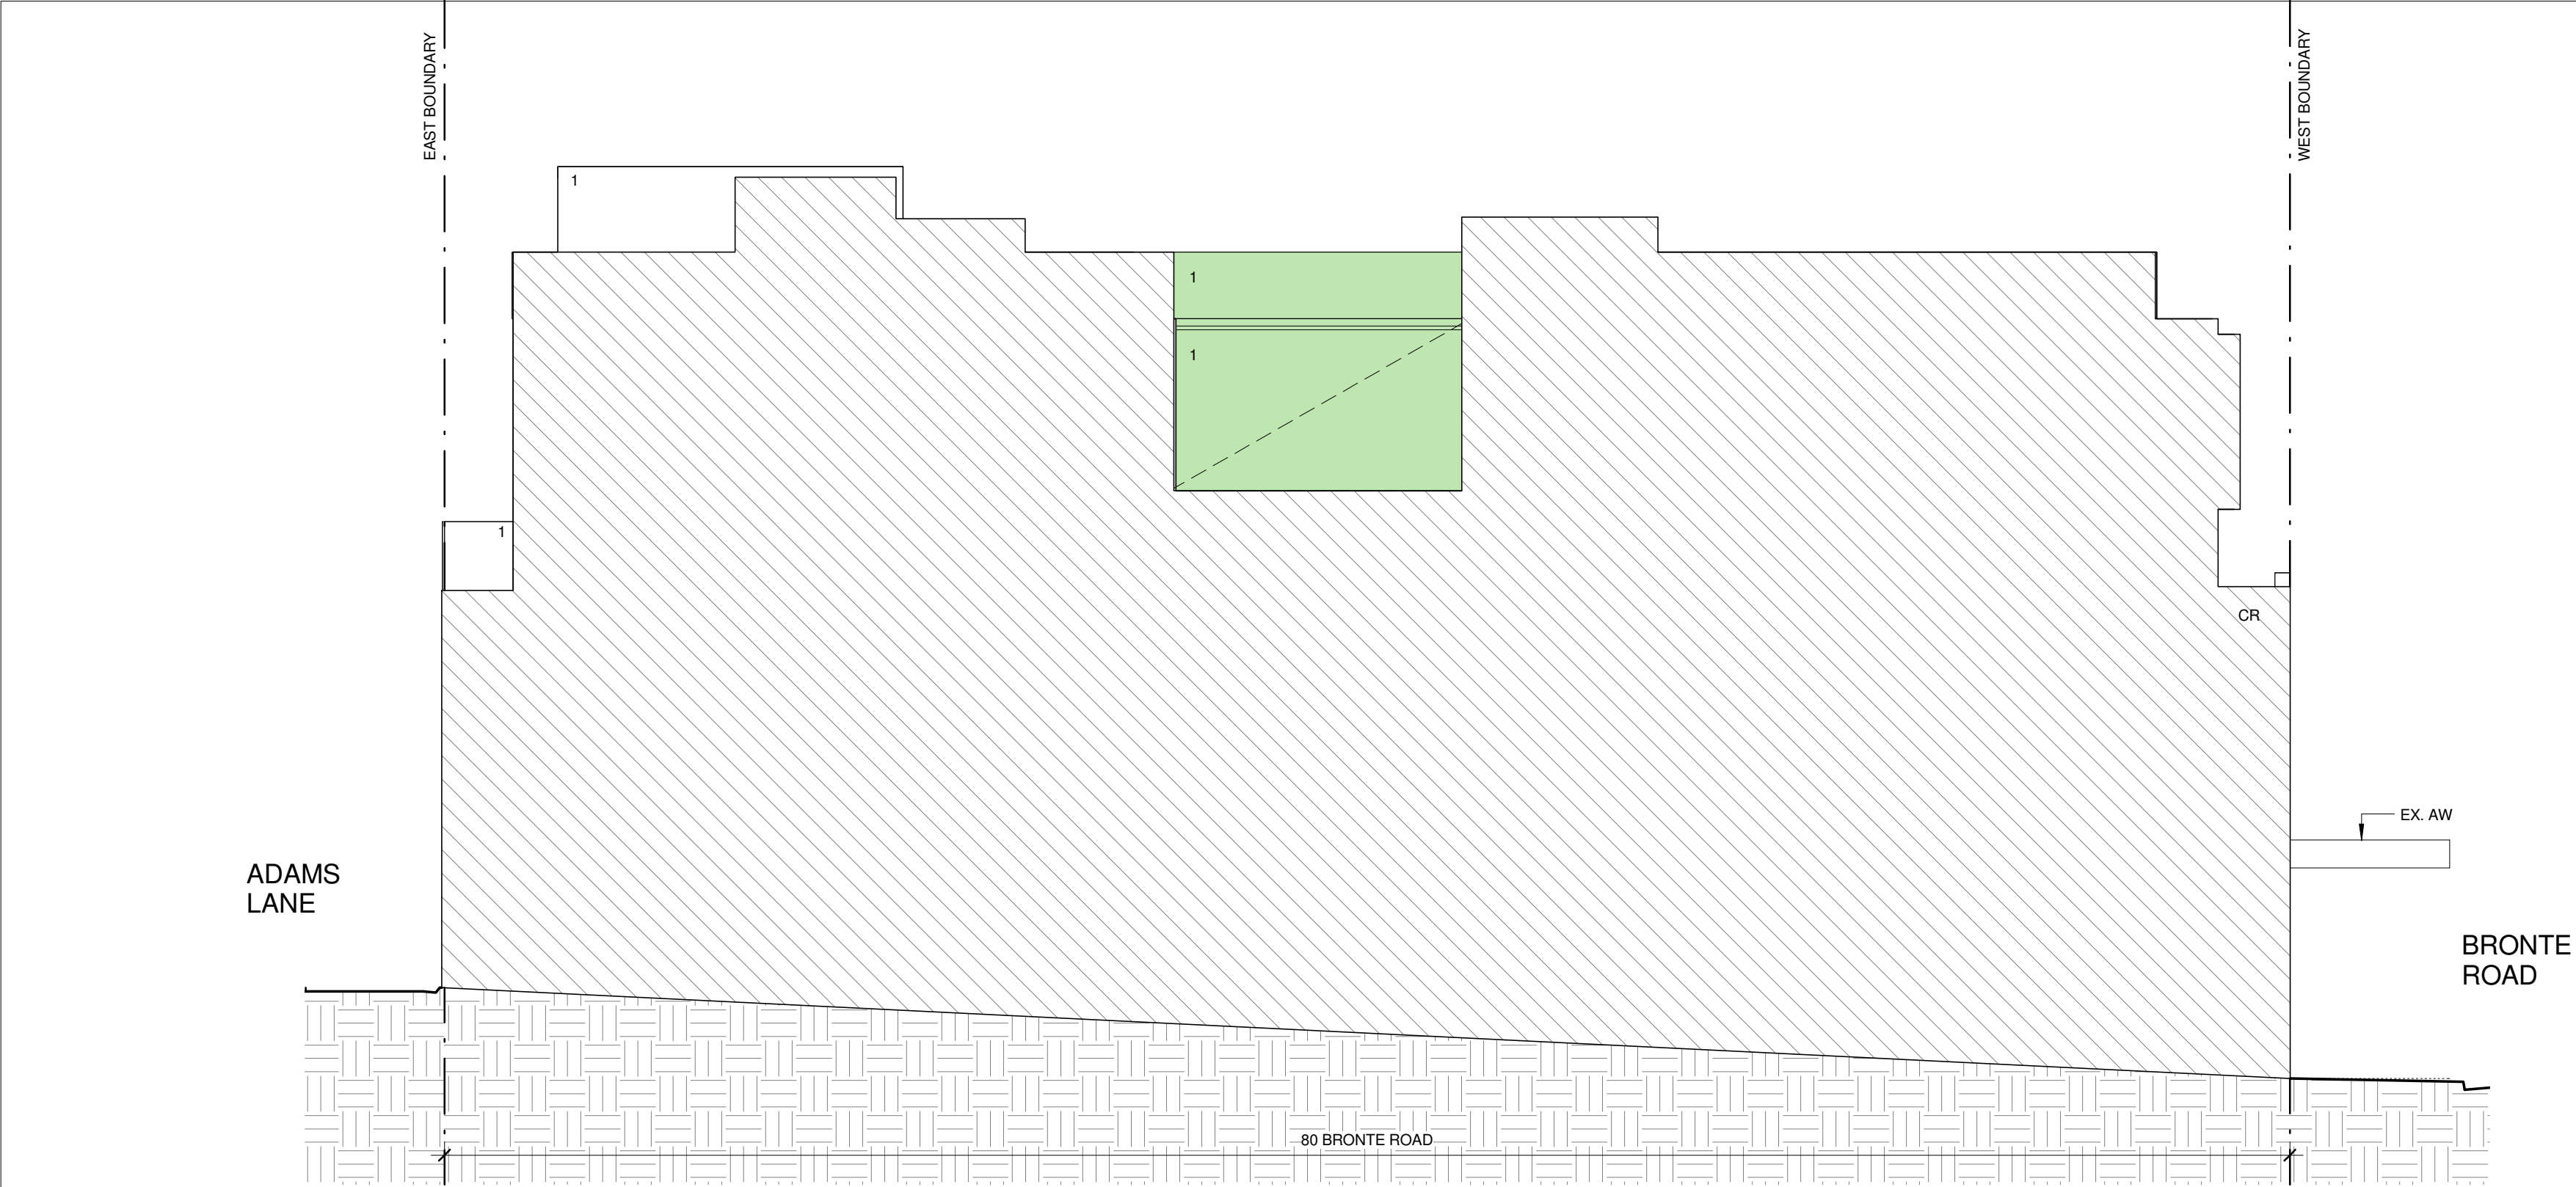 EAST BOUNDARY
WEST BOUNDARY
1
1
1
1
CR
EX. AW
ADAMS
LANE
BRONTE
ROAD
80 BRONTE ROAD